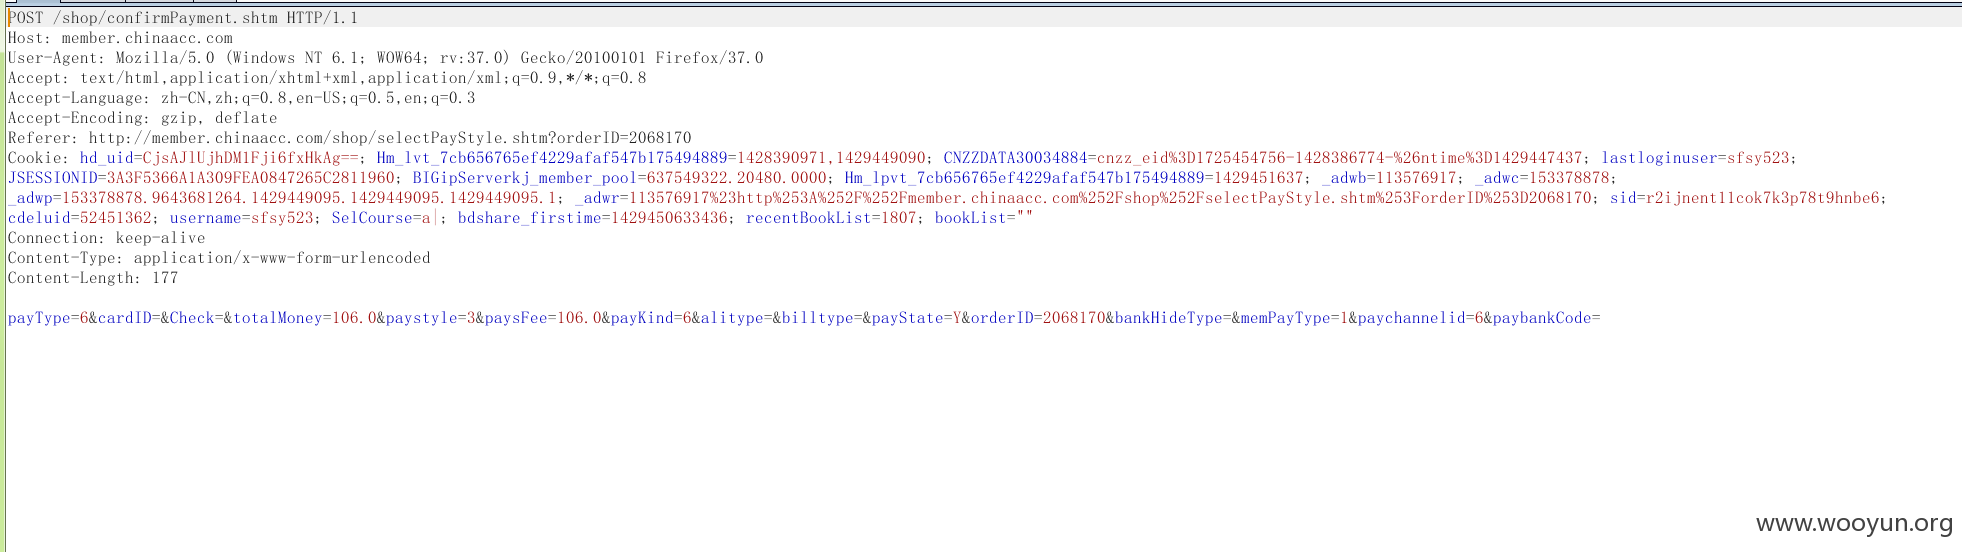 POST /shop/confirmPayment.shtm HTTP/1.1
Host: member.chinaacc.com
User-Agent: Mozilla/5.0 (Windows NT 6.1; WOW64; rv:37.0) Gecko/20100101 Firefox/37.0
Accept: text/html,application/xhtml+xml,application/xml;q=0.9,*/*;q=0.8
Accept-Language: zh-CN,zh;q=0.8,en-US;q=0.5,en;q=0.3
Accept-Encoding: gzip, deflate
Referer: http://member.chinaacc.com/shop/selectPayStyle.shtm?orderID=2068170
Cookie: hd_uid=CjsAJlUjhDM1Fji6fxHkAg==; Hm_lvt_7cb656765ef4229afaf547b175494889=1428390971,1429449090; CNZZDATA30034884=cnzz_eid%3D1725454756-1428386774-%26ntime%3D1429447437; lastloginuser=sfsy523;
JSESSIONID=3A3F5366A1A309FEA0847265C2811960; BIGipServerkj_member_pool=637549322.20480.0000; Hm_lpvt_7cb656765ef4229afaf547b175494889=1429451637; _adwb=113576917; _adwc=153378878;
_adwp=153378878.9643681264.1429449095.1429449095.1429449095.1; _adwr=113576917%23http%253A%252F%252Fmember.chinaacc.com%252Fshop%252FselectPayStyle.shtm%253ForderID%253D2068170; sid=r2ijnent11cok7k3p78t9hnbe6;
cdeluid=52451362; username=sfsy523; SelCourse=a|; bdshare_firstime=1429450633436; recentBookList=1807; bookList=""
Connection: keep-alive
Content-Type: application/x-www-form-urlencoded
Content-Length: 177
payType=6&cardID=&Check=&totalMoney=106.0&paystyle=3&paysFee=106.0&payKind=6&alitype=&billtype=&payState=Y&orderID=2068170&bankHideType=&memPayType=1&paychannelid=6&paybankCode=
www.wooyun.org